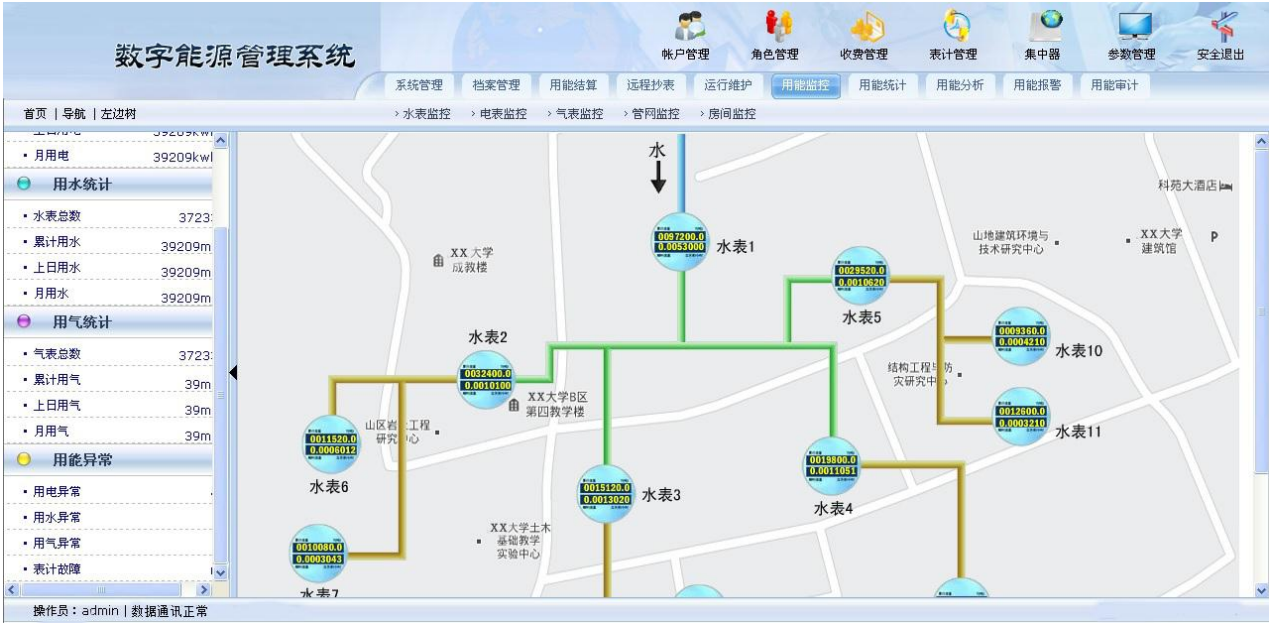 数字能源管理系统
帐户管理 角色管理 收费管理 表计管理 集中器 参数管理 安全退出
系统管理 档案管理 用能结算 远程抄表 运行维护 用能监控 用能统计 用能分析 用能报警 用能审计
首页 | 导航 | 左边树
› 水表监控 › 电表监控 › 气表监控 › 管网监控 › 房间监控
月用电 39209kw
用水统计
水表总数 3723
累计用水 39209m
上日用水 39209m
月用水 39209m
用气统计
气表总数 3723
累计用气 39m
上日用气 39m
月用气 39m
用能异常
用电异常
用水异常
用气异常
表计故障
水
0097200.0
0.0053000
水表1
科苑大酒店
XX大学
成教楼
山地建筑环境与
技术研究中心
XX大学
建筑馆
P
0029520.0
0.0010620
水表5
水表2
0032400.0
0.0010100
0009360.0
0.0004210
水表10
结构工程与防
灾研究中
XX大学B区
第四教学楼
0012600.0
0.0003210
水表11
山区岩 工程
研究 心
0011520.0
0.0006012
水表6
0015120.0
0.0013020
水表3
0019800.0
0.0011051
水表4
XX大学土木
基础教学
实验中心
0010080.0
0.0003043
水表7
操作员：admin | 数据通讯正常